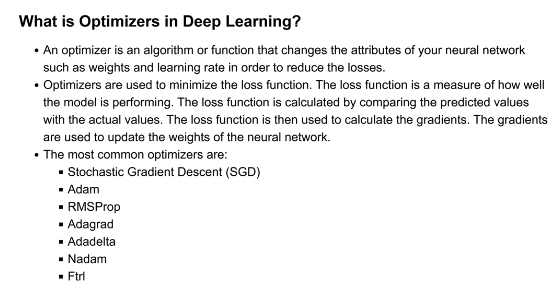 What is Optimizers in Deep Learning?
• An optimizer is an algorithm or function that changes the attributes of your neural network
such as weights and learning rate in order to reduce the losses.
• Optimizers are used to minimize the loss function. The loss function is a measure of how well
the model is performing. The loss function is calculated by comparing the predicted values
with the actual values. The loss function is then used to calculate the gradients. The gradients
are used to update the weights of the neural network.
• The most common optimizers are:
▪ Stochastic Gradient Descent (SGD)
▪ Adam
▪ RMSProp
▪ Adagrad
▪ Adadelta
▪ Nadam
▪ Ftrl